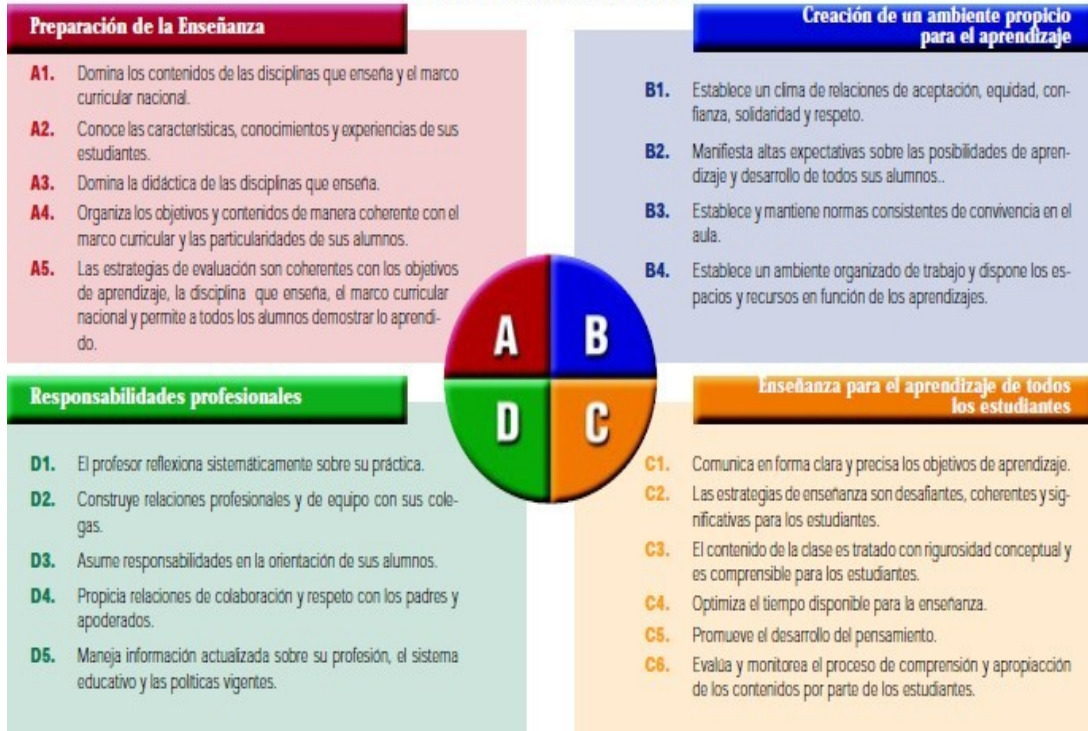 Preparación de la Enseñanza
A1. Domina los contenidos de las disciplinas que enseña y el marco
curricular nacional.
A2. Conoce las características, conocimientos y experiencias de sus
estudiantes.
A3. Domina la didáctica de las disciplinas que enseña.
A4. Organiza los objetivos y contenidos de manera coherente con el
marco curricular y las particularidades de sus alumnos.
A5. Las estrategias de evaluación son coherentes con los objetivos
de aprendizaje, la disciplina que enseña, el marco curricular
nacional y permite a todos los alumnos demostrar lo aprendi-
do.
Creación de un ambiente propicio
para el aprendizaje
B1. Establece un clima de relaciones de aceptación, equidad, con-
fianza, solidaridad y respeto.
B2. Manifiesta altas expectativas sobre las posibilidades de apren-
dizaje y desarrollo de todos sus alumnos..
B3. Establece y mantiene normas consistentes de convivencia en el
aula.
B4. Establece un ambiente organizado de trabajo y dispone los es-
pacios y recursos en función de los aprendizajes.
A B
D C
Responsabilidades profesionales
D1. El profesor reflexiona sistemáticamente sobre su práctica.
D2. Construye relaciones profesionales y de equipo con sus cole-
gas.
D3. Asume responsabilidades en la orientación de sus alumnos.
D4. Propicia relaciones de colaboración y respeto con los padres y
apoderados.
D5. Maneja información actualizada sobre su profesión, el sistema
educativo y las políticas vigentes.
Enseñanza para el aprendizaje de todos
los estudiantes
C1. Comunica en forma clara y precisa los objetivos de aprendizaje.
C2. Las estrategias de enseñanza son desafiantes, coherentes y sig-
nificativas para los estudiantes.
C3. El contenido de la clase es tratado con rigurosidad conceptual y
es comprensible para los estudiantes.
C4. Optimiza el tiempo disponible para la enseñanza.
C5. Promueve el desarrollo del pensamiento.
C6. Evalúa y monitorea el proceso de comprensión y apropiacción
de los contenidos por parte de los estudiantes.